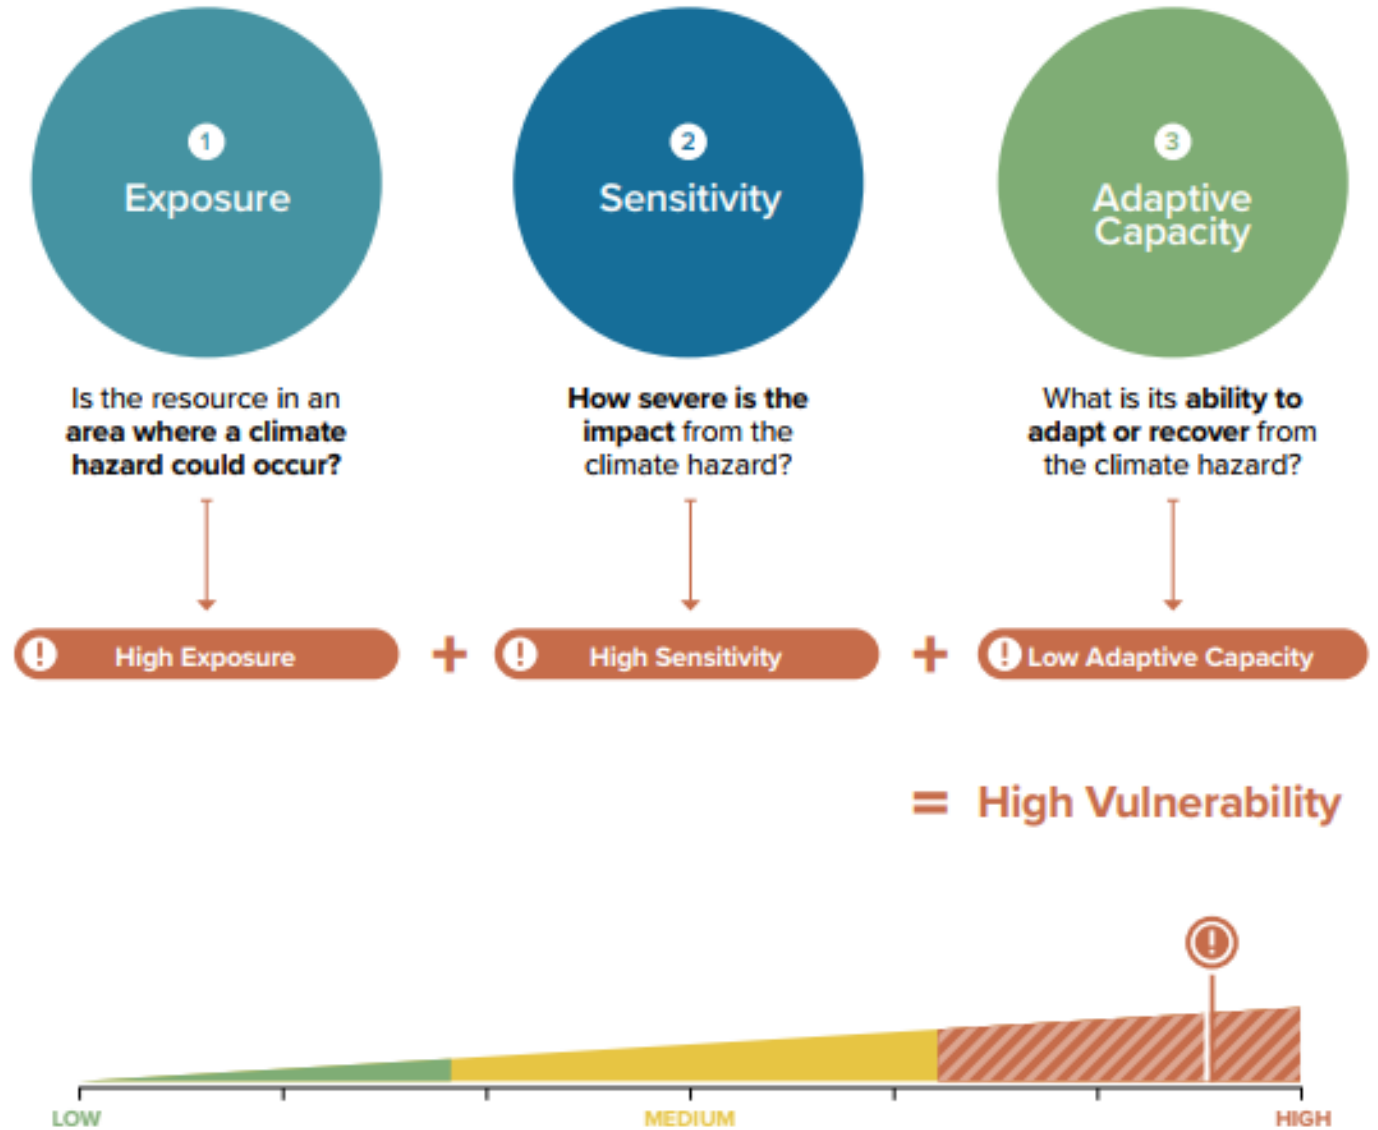 1
Exposure
Is the resource in an
area where a climate
hazard could occur?
2
Sensitivity
How severe is the
impact from the
climate hazard?
3
Adaptive
Capacity
What is its ability to
adapt or recover from
the climate hazard?
! High Exposure + ! High Sensitivity + ! Low Adaptive Capacity
= High Vulnerability
!
LOW MEDIUM HIGH